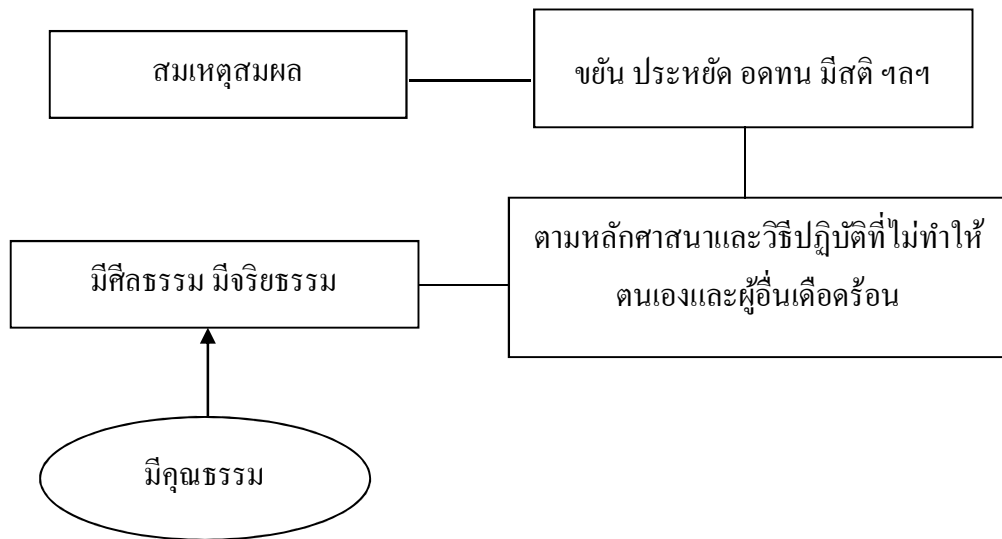 สมเหตุสมผล
ขยัน ประหยัด อดทน มีสติ ฯลฯ
ตามหลักศาสนาและวิธีปฏิบัติที่ไม่ทำให้
ตนเองและผู้อื่นเดือดร้อน
มีศีลธรรม มีจริยธรรม
มีคุณธรรม